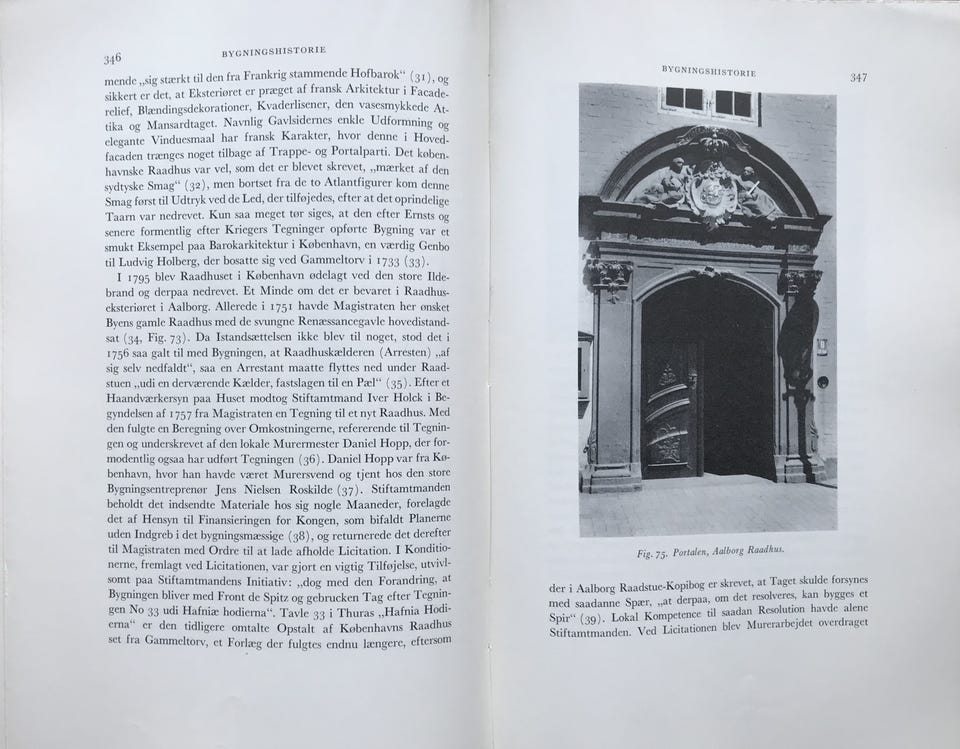 346
BYGNINGSHISTORIE
mende „sig stærkt til den fra Frankrig stammende Hofbarok“ (31), og
sikkert er det, at Eksteriøret er præget af fransk Arkitektur i Facade-
relief, Blændingsdekorationer, Kvaderlisener, den vasesmykkede At-
tika og Mansardtaget. Navnlig Gavlsidernes enkle Udformning og
elegante Vinduesmaal har fransk Karakter, hvor denne i Hoved-
facaden trænges noget tilbage af Trappe- og Portalparti. Det køben-
havnske Raadhus var vel, som det er blevet skrevet, „mærket af den
sydtyske Smag“ (32), men bortset fra de to Atlantfigurer kom denne
Smag først til Udtryk ved de Led, der tilføjedes, efter at det oprindelige
Taarn var nedrevet. Kun saa meget tør siges, at den efter Ernsts og
senere formentlig efter Kriegers Tegninger opførte Bygning var et
smukt Eksempel paa Barokarkitektur i København, en værdig Genbo
til Ludvig Holberg, der bosatte sig ved Gammeltorv i 1733 (33).
I 1795 blev Raadhuset i København ødelagt ved den store Ilde-
brand og derpaa nedrevet. Et Minde om det er bevaret i Raadhus-
eksteriøret i Aalborg. Allerede i 1751 havde Magistraten her ønsket
Byens gamle Raadhus med de svungne Renæssancegavle hovedistand-
sat (34, Fig. 73). Da Istandsættelsen ikke blev til noget, stod det i
1756 saa galt til med Bygningen, at Raadhuskælderen (Arresten) „af
sig selv nedfaldt“, saa en Arrestant maatte flyttes ned under Raad-
stuen „udi en derværende Kælder, fastslagen til en Pæl“ (35). Efter et
Haandværkersyn paa Huset modtog Stiftamtmand Iver Holck i Be-
gyndelsen af 1757 fra Magistraten en Tegning til et nyt Raadhus. Med
den fulgte en Beregning over Omkostningerne, refererende til Tegnin-
gen og underskrevet af den lokale Murermester Daniel Hopp, der for-
modentlig ogsaa har udført Tegningen (36). Daniel Hopp var fra Kø-
benhavn, hvor han havde været Murersvend og tjent hos den store
Bygningsentreprenør Jens Nielsen Roskilde (37). Stiftamtmanden
beholdt det indsendte Materiale hos sig nogle Maaneder, forelagde
det af Hensyn til Finansieringen for Kongen, som bifaldt Planerne
uden Indgreb i det bygningsmæssige (38), og returnerede det derefter
til Magistraten med Ordre til at lade afholde Licitation. I Konditio-
nerne, fremlagt ved Licitationen, var gjort en vigtig Tilføjelse, utvivl-
somt paa Stiftamtmandens Initiativ: „dog med den Forandring, at
Bygningen bliver med Front de Spitz og gebrucken Tag efter Tegnin-
gen No 33 udi Hafniæ hodierna“. Tavle 33 i Thuras „Hafnia Hodi-
erna“ er den tidligere omtalte Opstalt af Københavns Raadhus
set fra Gammeltorv, et Forlæg der fulgtes endnu længere, eftersom
BYGNINGSHISTORIE
347
Fig. 75. Portalen, Aalborg Raadhus.
der i Aalborg Raadstue-Kopibog er skrevet, at Taget skulde forsynes
med saadanne Spær, „at derpaa, om det resolveres, kan bygges et
Spir“ (39). Lokal Kompetence til saadan Resolution havde alene
Stiftamtmanden. Ved Licitationen blev Murerarbejdet overdraget